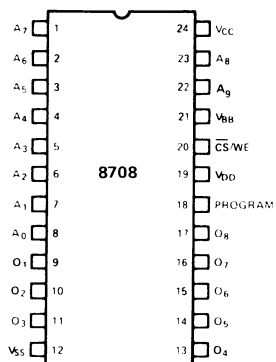 A7 1 24 VCC
A6 2 23 A8
A5 3 22 A9
A4 4 21 VBB
A3 5 20 C̅S̅/WE
A2 6 8708 19 VDD
A1 7 18 PROGRAM
A0 8 17 O8
O1 9 16 O7
O2 10 15 O6
O3 11 14 O5
VSS 12 13 O4